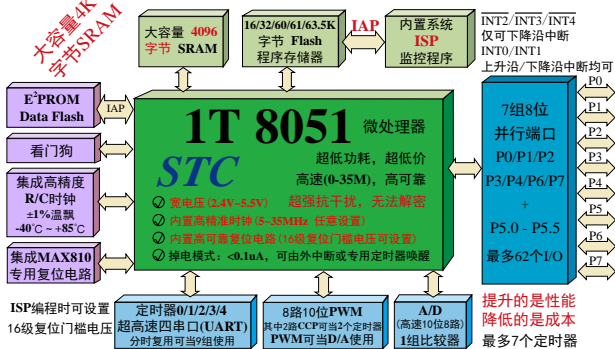 大容量4K
字节SRAM
大容量 4096
字节 SRAM
16/32/60/61/63.5K
字节 Flash
程序存储器
IAP
内置系统
ISP
监控程序
INT2/INT3/INT4
仅可下降沿中断
INT0/INT1
上升沿/下降沿中断均可
E²PROM
Data Flash
IAP
看门狗
集成高精度
R/C时钟
±1%温飘
-40℃ ~ +85℃
集成MAX810
专用复位电路
1T 8051 微处理器
STC
超低功耗，超低价
高速(0-35M)，高可靠
宽电压(2.4V~5.5V)
超强抗干扰，无法解密
内置高精准时钟(5~35MHz 任意设置)
内置高可靠复位电路(16级复位门槛电压可设置)
掉电模式：<0.1uA，可由外中断或专用定时器唤醒
7组8位
并行端口
P0/P1/P2
P3/P4/P6/P7
+
P5.0 - P5.5
最多62个I/O
P0
P1
P2
P3
P4
P5
P6
P7
ISP编程时可设置
16级复位门槛电压
定时器0/1/2/3/4
超高速四串口(UART)
分时复用可当9组使用
8路10位PWM
其中2路CCP可当2个定时器
PWM可当D/A使用
A/D
(高速10位8路)
1组比较器
提升的是性能
降低的是成本
最多7个定时器